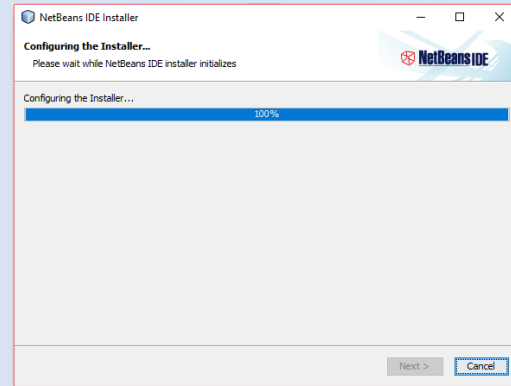 NetBeans IDE Installer
Configuring the Installer...
Please wait while NetBeans IDE installer initializes
NetBeans IDE
Configuring the Installer...
100%
Next >
Cancel